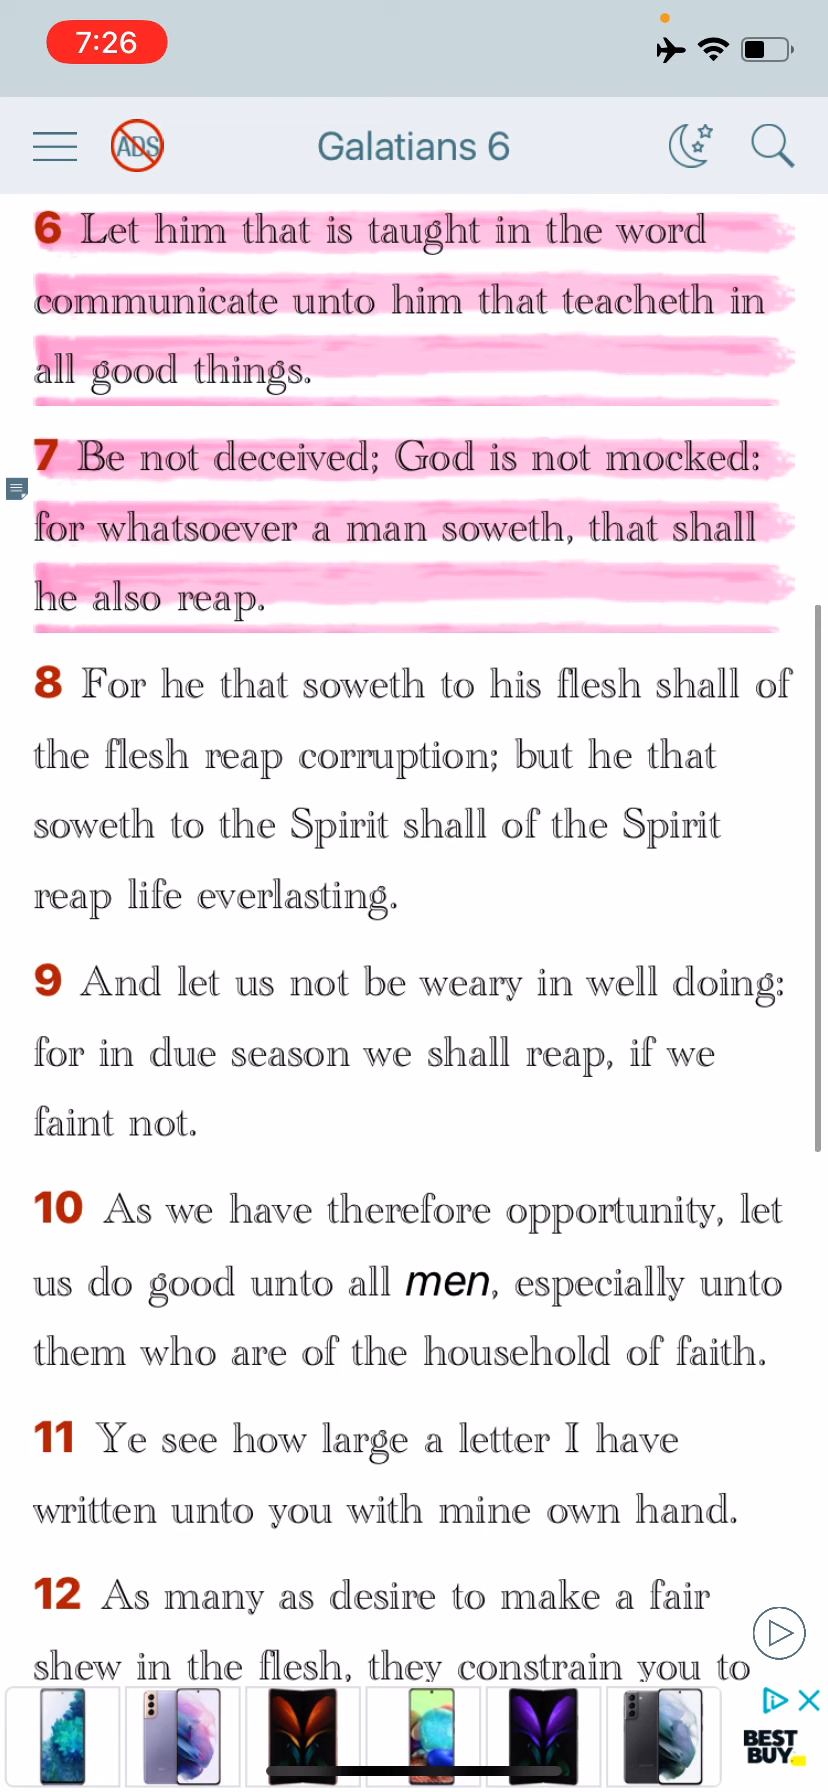 7:26
ADS
Galatians 6
6 Let him that is taught in the word
communicate unto him that teacheth in
all good things.
7 Be not deceived; God is not mocked:
for whatsoever a man soweth, that shall
he also reap.
8 For he that soweth to his flesh shall of
the flesh reap corruption; but he that
soweth to the Spirit shall of the Spirit
reap life everlasting.
9 And let us not be weary in well doing:
for in due season we shall reap, if we
faint not.
10 As we have therefore opportunity, let
us do good unto all men, especially unto
them who are of the household of faith.
11 Ye see how large a letter I have
written unto you with mine own hand.
12 As many as desire to make a fair
shew in the flesh, they constrain you to
BEST
BUY